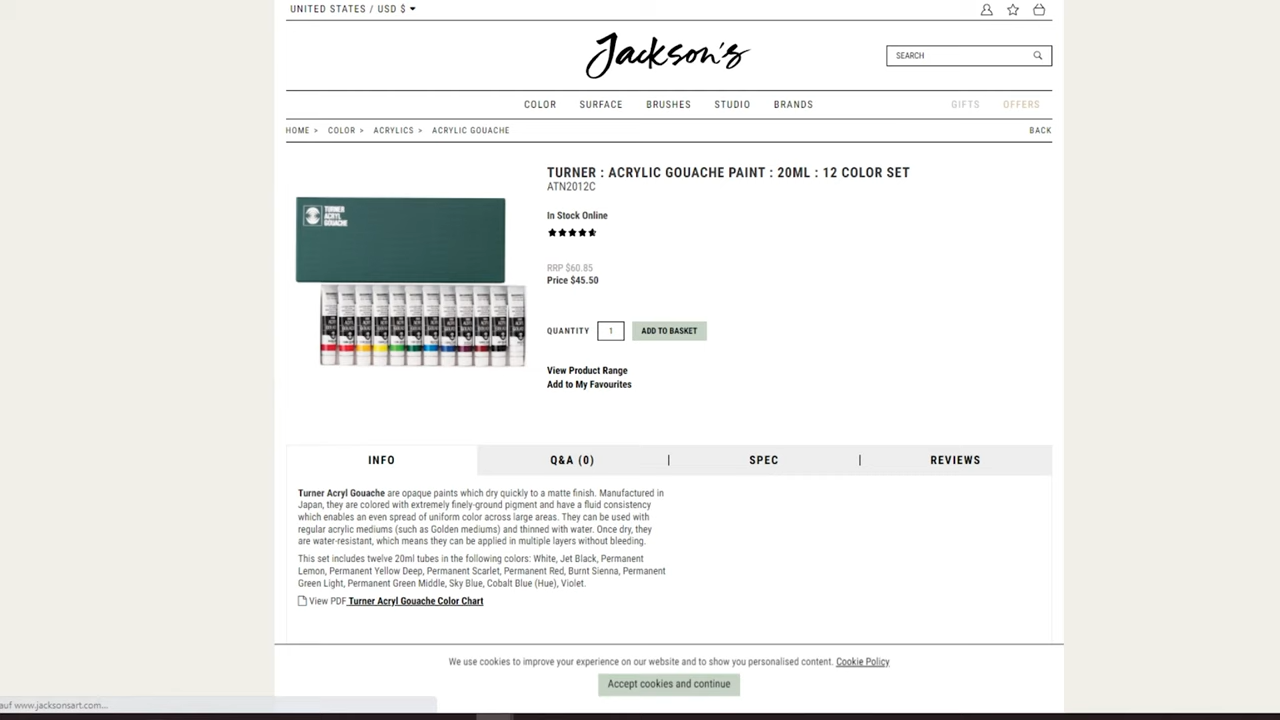 UNITED STATES / USD $
Jackson's
SEARCH
COLOR SURFACE BRUSHES STUDIO BRANDS GIFTS OFFERS
HOME > COLOR > ACRYLICS > ACRYLIC GOUACHE BACK
TURNER : ACRYLIC GOUACHE PAINT : 20ML : 12 COLOR SET
ATN2012C
TURNER
ACRYL
GOUACHE
In Stock Online
RRP $60.85
Price $45.50
QUANTITY 1 ADD TO BASKET
View Product Range
Add to My Favourites
INFO Q&A (0) | SPEC | REVIEWS
Turner Acryl Gouache are opaque paints which dry quickly to a matte finish. Manufactured in
Japan, they are colored with extremely finely-ground pigment and have a fluid consistency
which enables an even spread of uniform color across large areas. They can be used with
regular acrylic mediums (such as Golden mediums) and thinned with water. Once dry, they
are water-resistant, which means they can be applied in multiple layers without bleeding.
This set includes twelve 20ml tubes in the following colors: White, Jet Black, Permanent
Lemon, Permanent Yellow Deep, Permanent Scarlet, Permanent Red, Burnt Sienna, Permanent
Green Light, Permanent Green Middle, Sky Blue, Cobalt Blue (Hue), Violet.
View PDF Turner Acryl Gouache Color Chart
We use cookies to improve your experience on our website and to show you personalised content. Cookie Policy
Accept cookies and continue
auf www.jacksonsart.com...